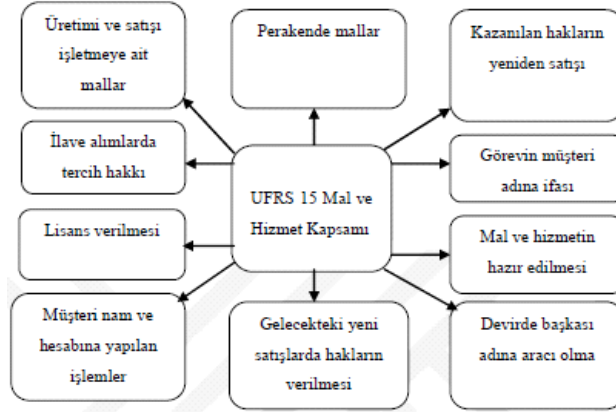 Üretimi ve satışı
işletmeye ait
mallar
Perakende mallar
Kazanılan hakların
yeniden satışı
İlave alımlarda
tercih hakkı
UFRS 15 Mal ve
Hizmet Kapsamı
Görevin müşteri
adına ifası
Lisans verilmesi
Mal ve hizmetin
hazır edilmesi
Müşteri nam ve
hesabına yapılan
işlemler
Gelecekteki yeni
satışlarda hakların
verilmesi
Devirde başkası
adına aracı olma